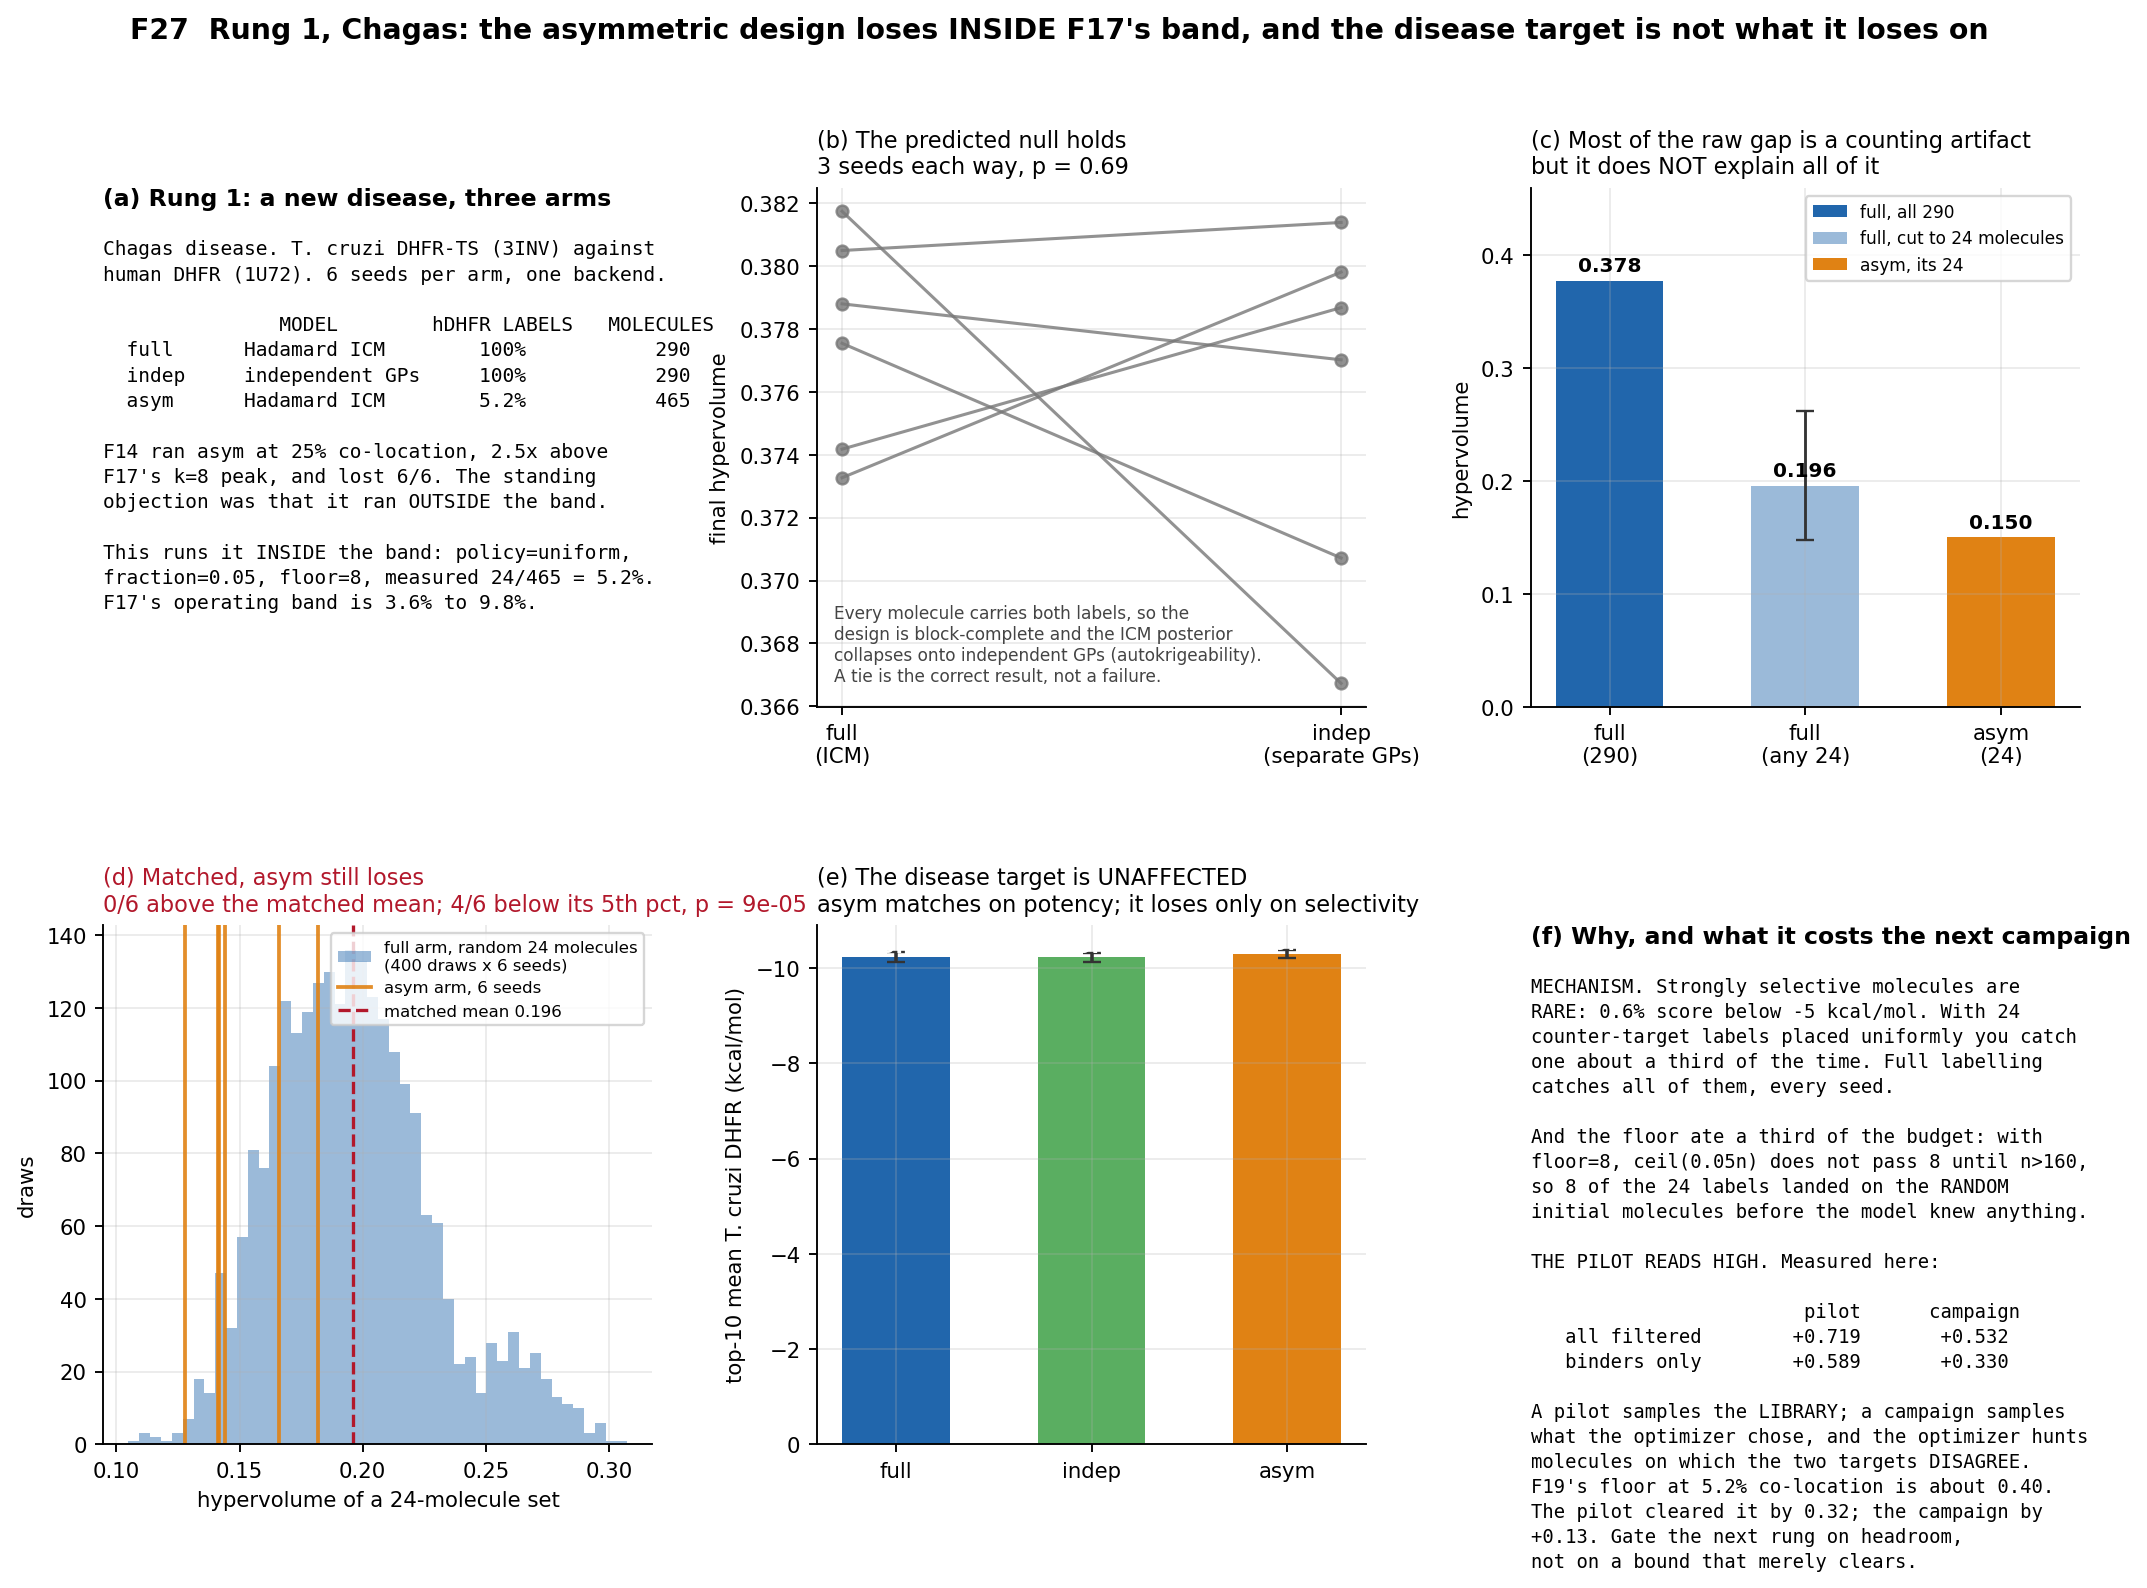 F27  Rung 1, Chagas: the asymmetric design loses INSIDE F17's band, and the disease target is not what it loses on
(a) Rung 1: a new disease, three arms
Chagas disease. T. cruzi DHFR-TS (3INV) against
human DHFR (1U72). 6 seeds per arm, one backend.
MODEL        hDHFR LABELS   MOLECULES
full      Hadamard ICM        100%           290
indep     independent GPs     100%           290
asym      Hadamard ICM        5.2%           465
F14 ran asym at 25% co-location, 2.5x above
F17's k=8 peak, and lost 6/6. The standing
objection was that it ran OUTSIDE the band.
This runs it INSIDE the band: policy=uniform,
fraction=0.05, floor=8, measured 24/465 = 5.2%.
F17's operating band is 3.6% to 9.8%.
(b) The predicted null holds
3 seeds each way, p = 0.69
final hypervolume
0.382
0.380
0.378
0.376
0.374
0.372
0.370
0.368
0.366
Every molecule carries both labels, so the
design is block-complete and the ICM posterior
collapses onto independent GPs (autokrigeability).
A tie is the correct result, not a failure.
full
(ICM)
indep
(separate GPs)
(c) Most of the raw gap is a counting artifact
but it does NOT explain all of it
hypervolume
0.4
0.3
0.2
0.1
0.0
full, all 290
full, cut to 24 molecules
asym, its 24
0.378
0.196
0.150
full
(290)
full
(any 24)
asym
(24)
(d) Matched, asym still loses
0/6 above the matched mean; 4/6 below its 5th pct, p = 9e-05
draws
140
120
100
80
60
40
20
0
full arm, random 24 molecules
(400 draws x 6 seeds)
asym arm, 6 seeds
matched mean 0.196
0.10
0.15
0.20
0.25
0.30
hypervolume of a 24-molecule set
(e) The disease target is UNAFFECTED
asym matches on potency; it loses only on selectivity
top-10 mean T. cruzi DHFR (kcal/mol)
−10
−8
−6
−4
−2
0
full
indep
asym
(f) Why, and what it costs the next campaign
MECHANISM. Strongly selective molecules are
RARE: 0.6% score below -5 kcal/mol. With 24
counter-target labels placed uniformly you catch
one about a third of the time. Full labelling
catches all of them, every seed.
And the floor ate a third of the budget: with
floor=8, ceil(0.05n) does not pass 8 until n>160,
so 8 of the 24 labels landed on the RANDOM
initial molecules before the model knew anything.
THE PILOT READS HIGH. Measured here:
pilot      campaign
all filtered        +0.719       +0.532
binders only        +0.589       +0.330
A pilot samples the LIBRARY; a campaign samples
what the optimizer chose, and the optimizer hunts
molecules on which the two targets DISAGREE.
F19's floor at 5.2% co-location is about 0.40.
The pilot cleared it by 0.32; the campaign by
+0.13. Gate the next rung on headroom,
not on a bound that merely clears.